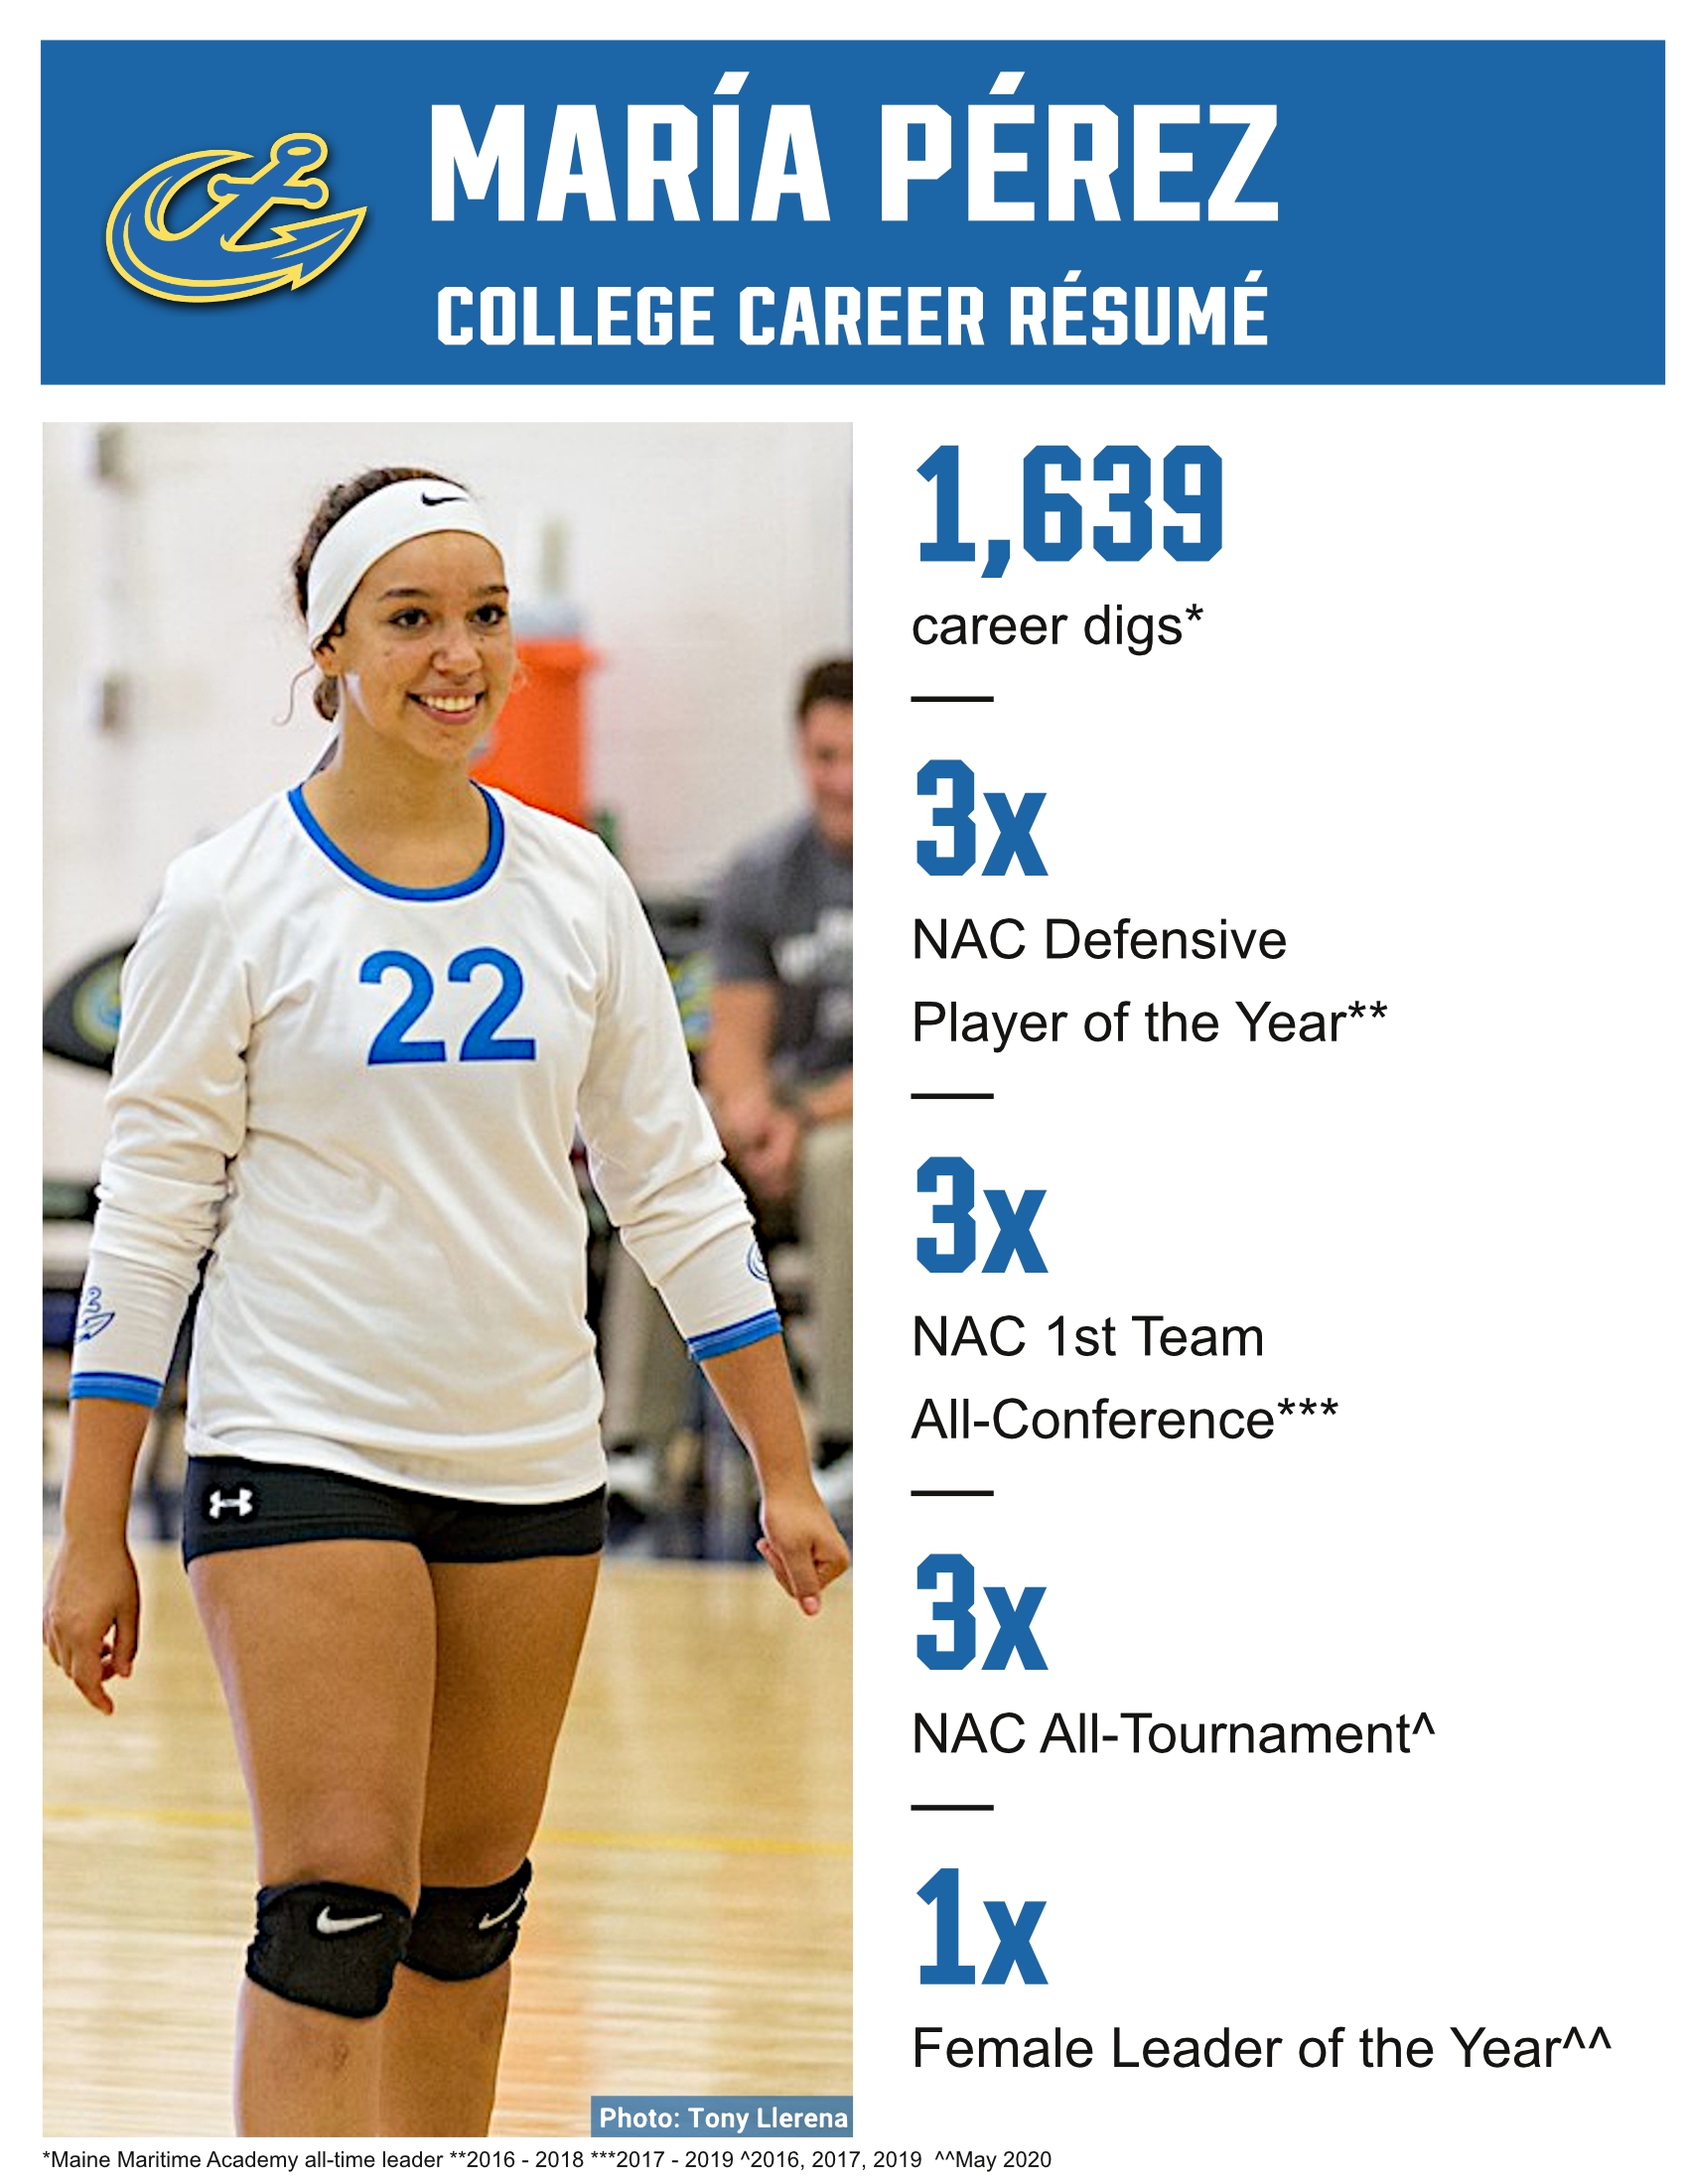 MARÍA PÉREZ
COLLEGE CAREER RÉSUMÉ
1,639
career digs*
3x
NAC Defensive
Player of the Year**
3x
NAC 1st Team
All-Conference***
3x
NAC All-Tournament^
1x
Female Leader of the Year^^
22
Photo: Tony Llerena
*Maine Maritime Academy all-time leader **2016 - 2018 ***2017 - 2019 ^2016, 2017, 2019 ^^May 2020